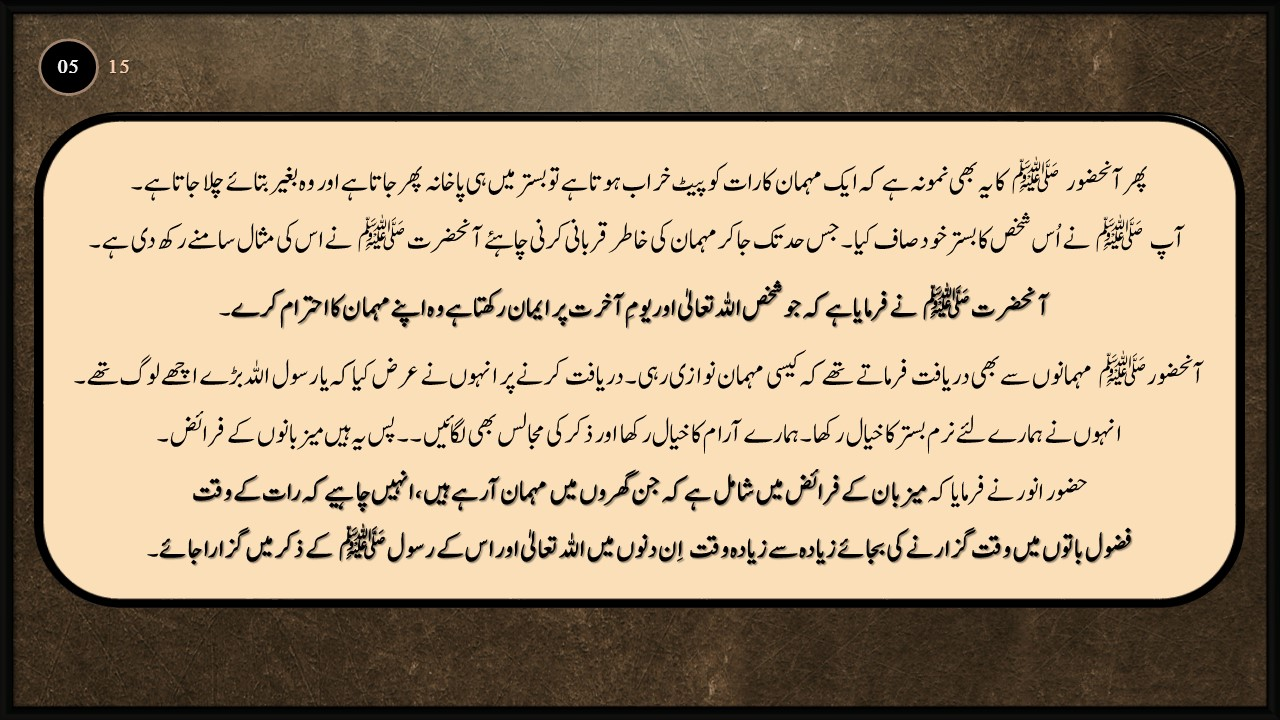 05 15
پھر آنحضور ﷺ کا یہ بھی نمونہ ہے کہ ایک مہمان کا رات کو پیٹ خراب ہوتا ہے تو بستر میں ہی پاخانہ پھر جاتا ہے اور وہ بغیر بتائے چلا جاتا ہے۔
آپ ﷺ نے اُس شخص کا بستر خود صاف کیا۔ جس حد تک جا کر مہمان کی خاطر قربانی کرنی چاہئے آنحضرت ﷺ نے اس کی مثال سامنے رکھ دی ہے۔
آنحضرت ﷺ نے فرمایا ہے کہ جو شخص اللہ تعالیٰ اور یومِ آخرت پر ایمان رکھتا ہے وہ اپنے مہمان کا احترام کرے۔
آنحضور ﷺ مہمانوں سے بھی دریافت فرماتے تھے کہ کیسی مہمان نوازی رہی۔ دریافت کرنے پر انہوں نے عرض کیا کہ یا رسول اللہ بڑے اچھے لوگ تھے۔
انہوں نے ہمارے لئے نرم بستر کا خیال رکھا۔ ہمارے آرام کا خیال رکھا اور ذکر کی مجالس بھی لگائیں۔۔ پس یہ ہیں میزبانوں کے فرائض۔
حضور انور نے فرمایا کہ میزبان کے فرائض میں شامل ہے کہ جن گھروں میں مہمان آ رہے ہیں، انہیں چاہیے کہ رات کے وقت
فضول باتوں میں وقت گزارنے کی بجائے زیادہ سے زیادہ وقت اِن دنوں میں اللہ تعالیٰ اور اس کے رسول ﷺ کے ذکر میں گزارا جائے۔